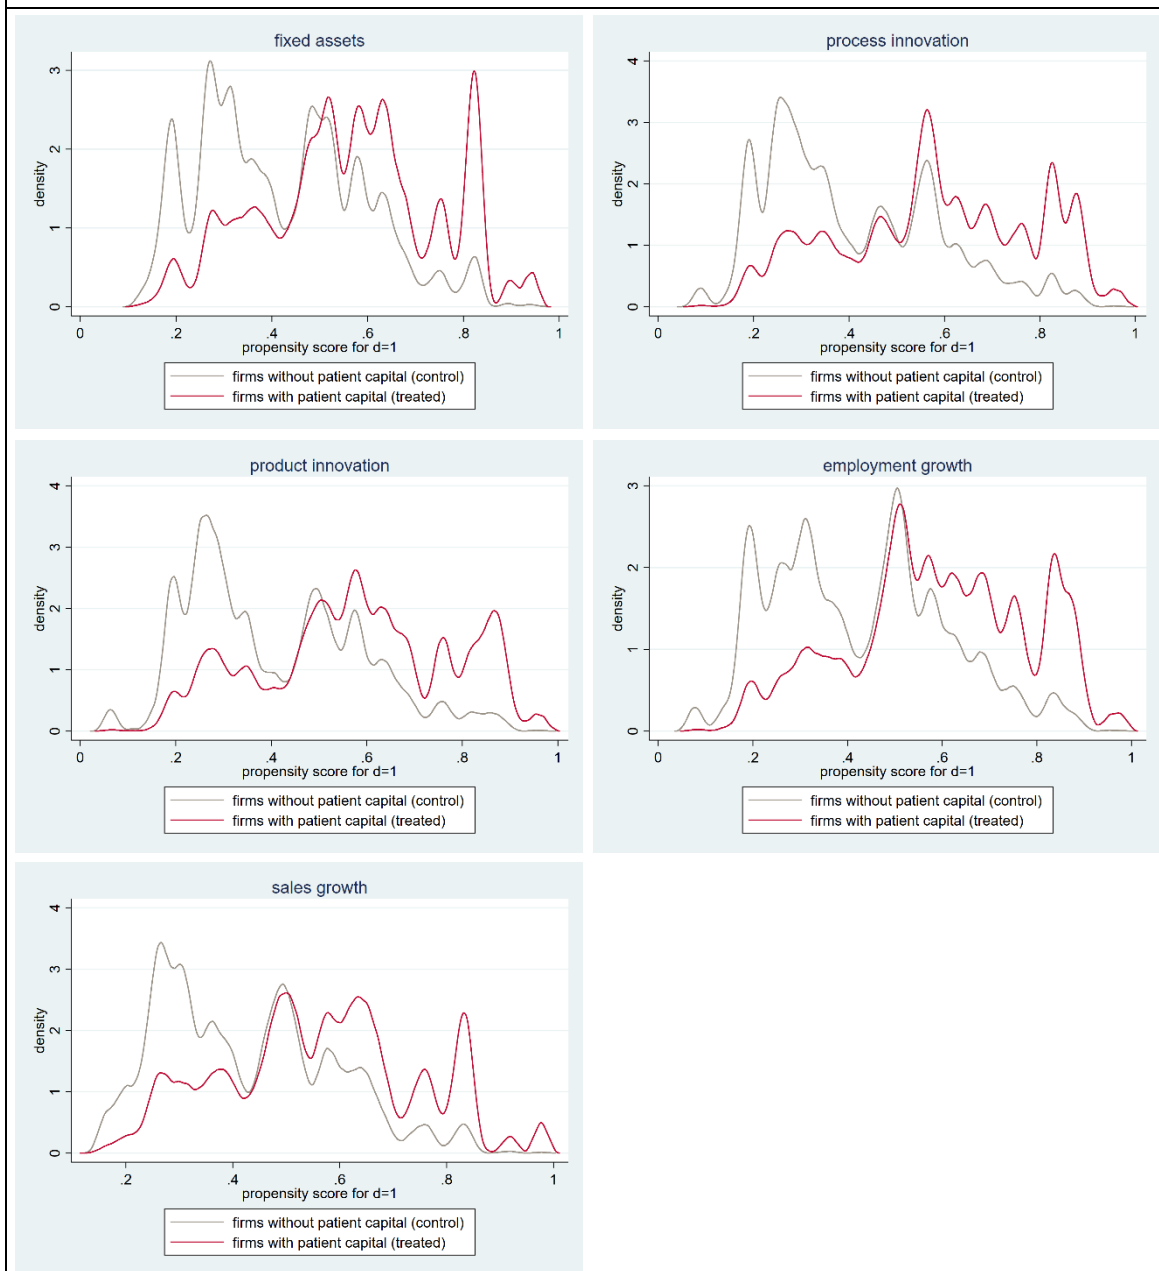 fixed assets
3
2
1
0
density
0 .2 .4 .6 .8 1
propensity score for d=1
firms without patient capital (control)
firms with patient capital (treated)
process innovation
4
3
2
1
0
density
0 .2 .4 .6 .8 1
propensity score for d=1
firms without patient capital (control)
firms with patient capital (treated)
product innovation
4
3
2
1
0
density
0 .2 .4 .6 .8 1
propensity score for d=1
firms without patient capital (control)
firms with patient capital (treated)
employment growth
3
2
1
0
density
0 .2 .4 .6 .8 1
propensity score for d=1
firms without patient capital (control)
firms with patient capital (treated)
sales growth
4
3
2
1
0
density
.2 .4 .6 .8 1
propensity score for d=1
firms without patient capital (control)
firms with patient capital (treated)